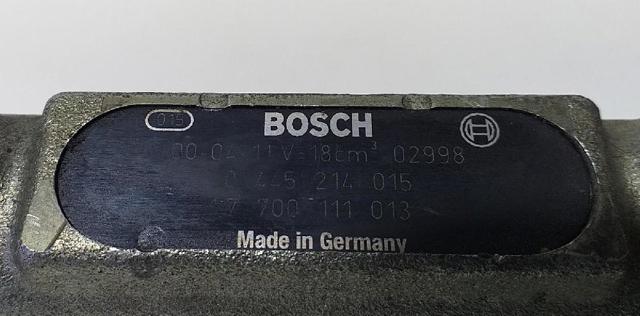 015 BOSCH
00-04-11 V=18cm³ 02998
0 445 214 015
7 700 111 013
Made in Germany